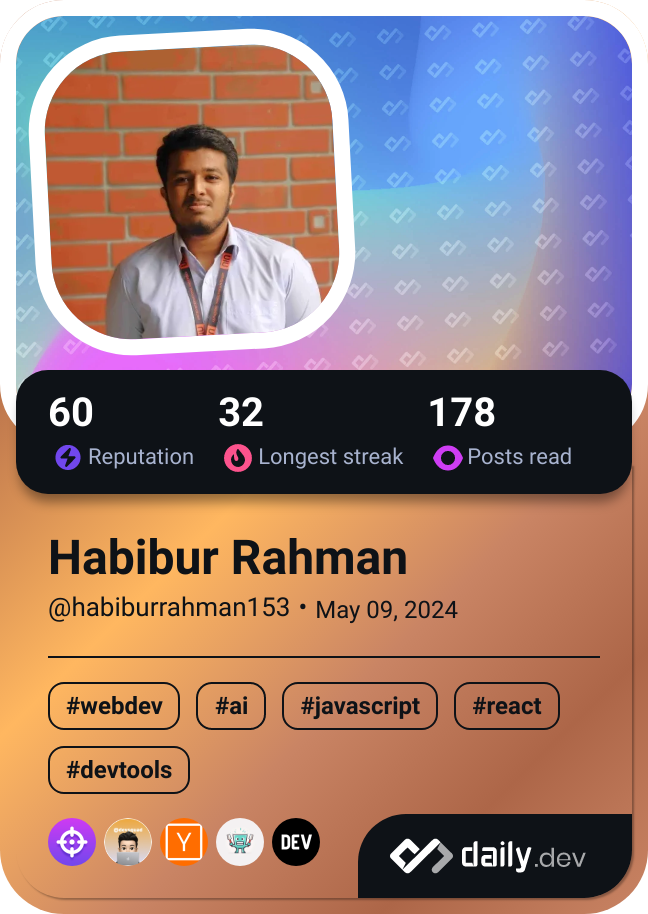 60 32 178
Reputation Longest streak Posts read
Habibur Rahman
@habiburrahman153 • May 09, 2024
#webdev #ai #javascript #react
#devtools
Y DEV
daily.dev